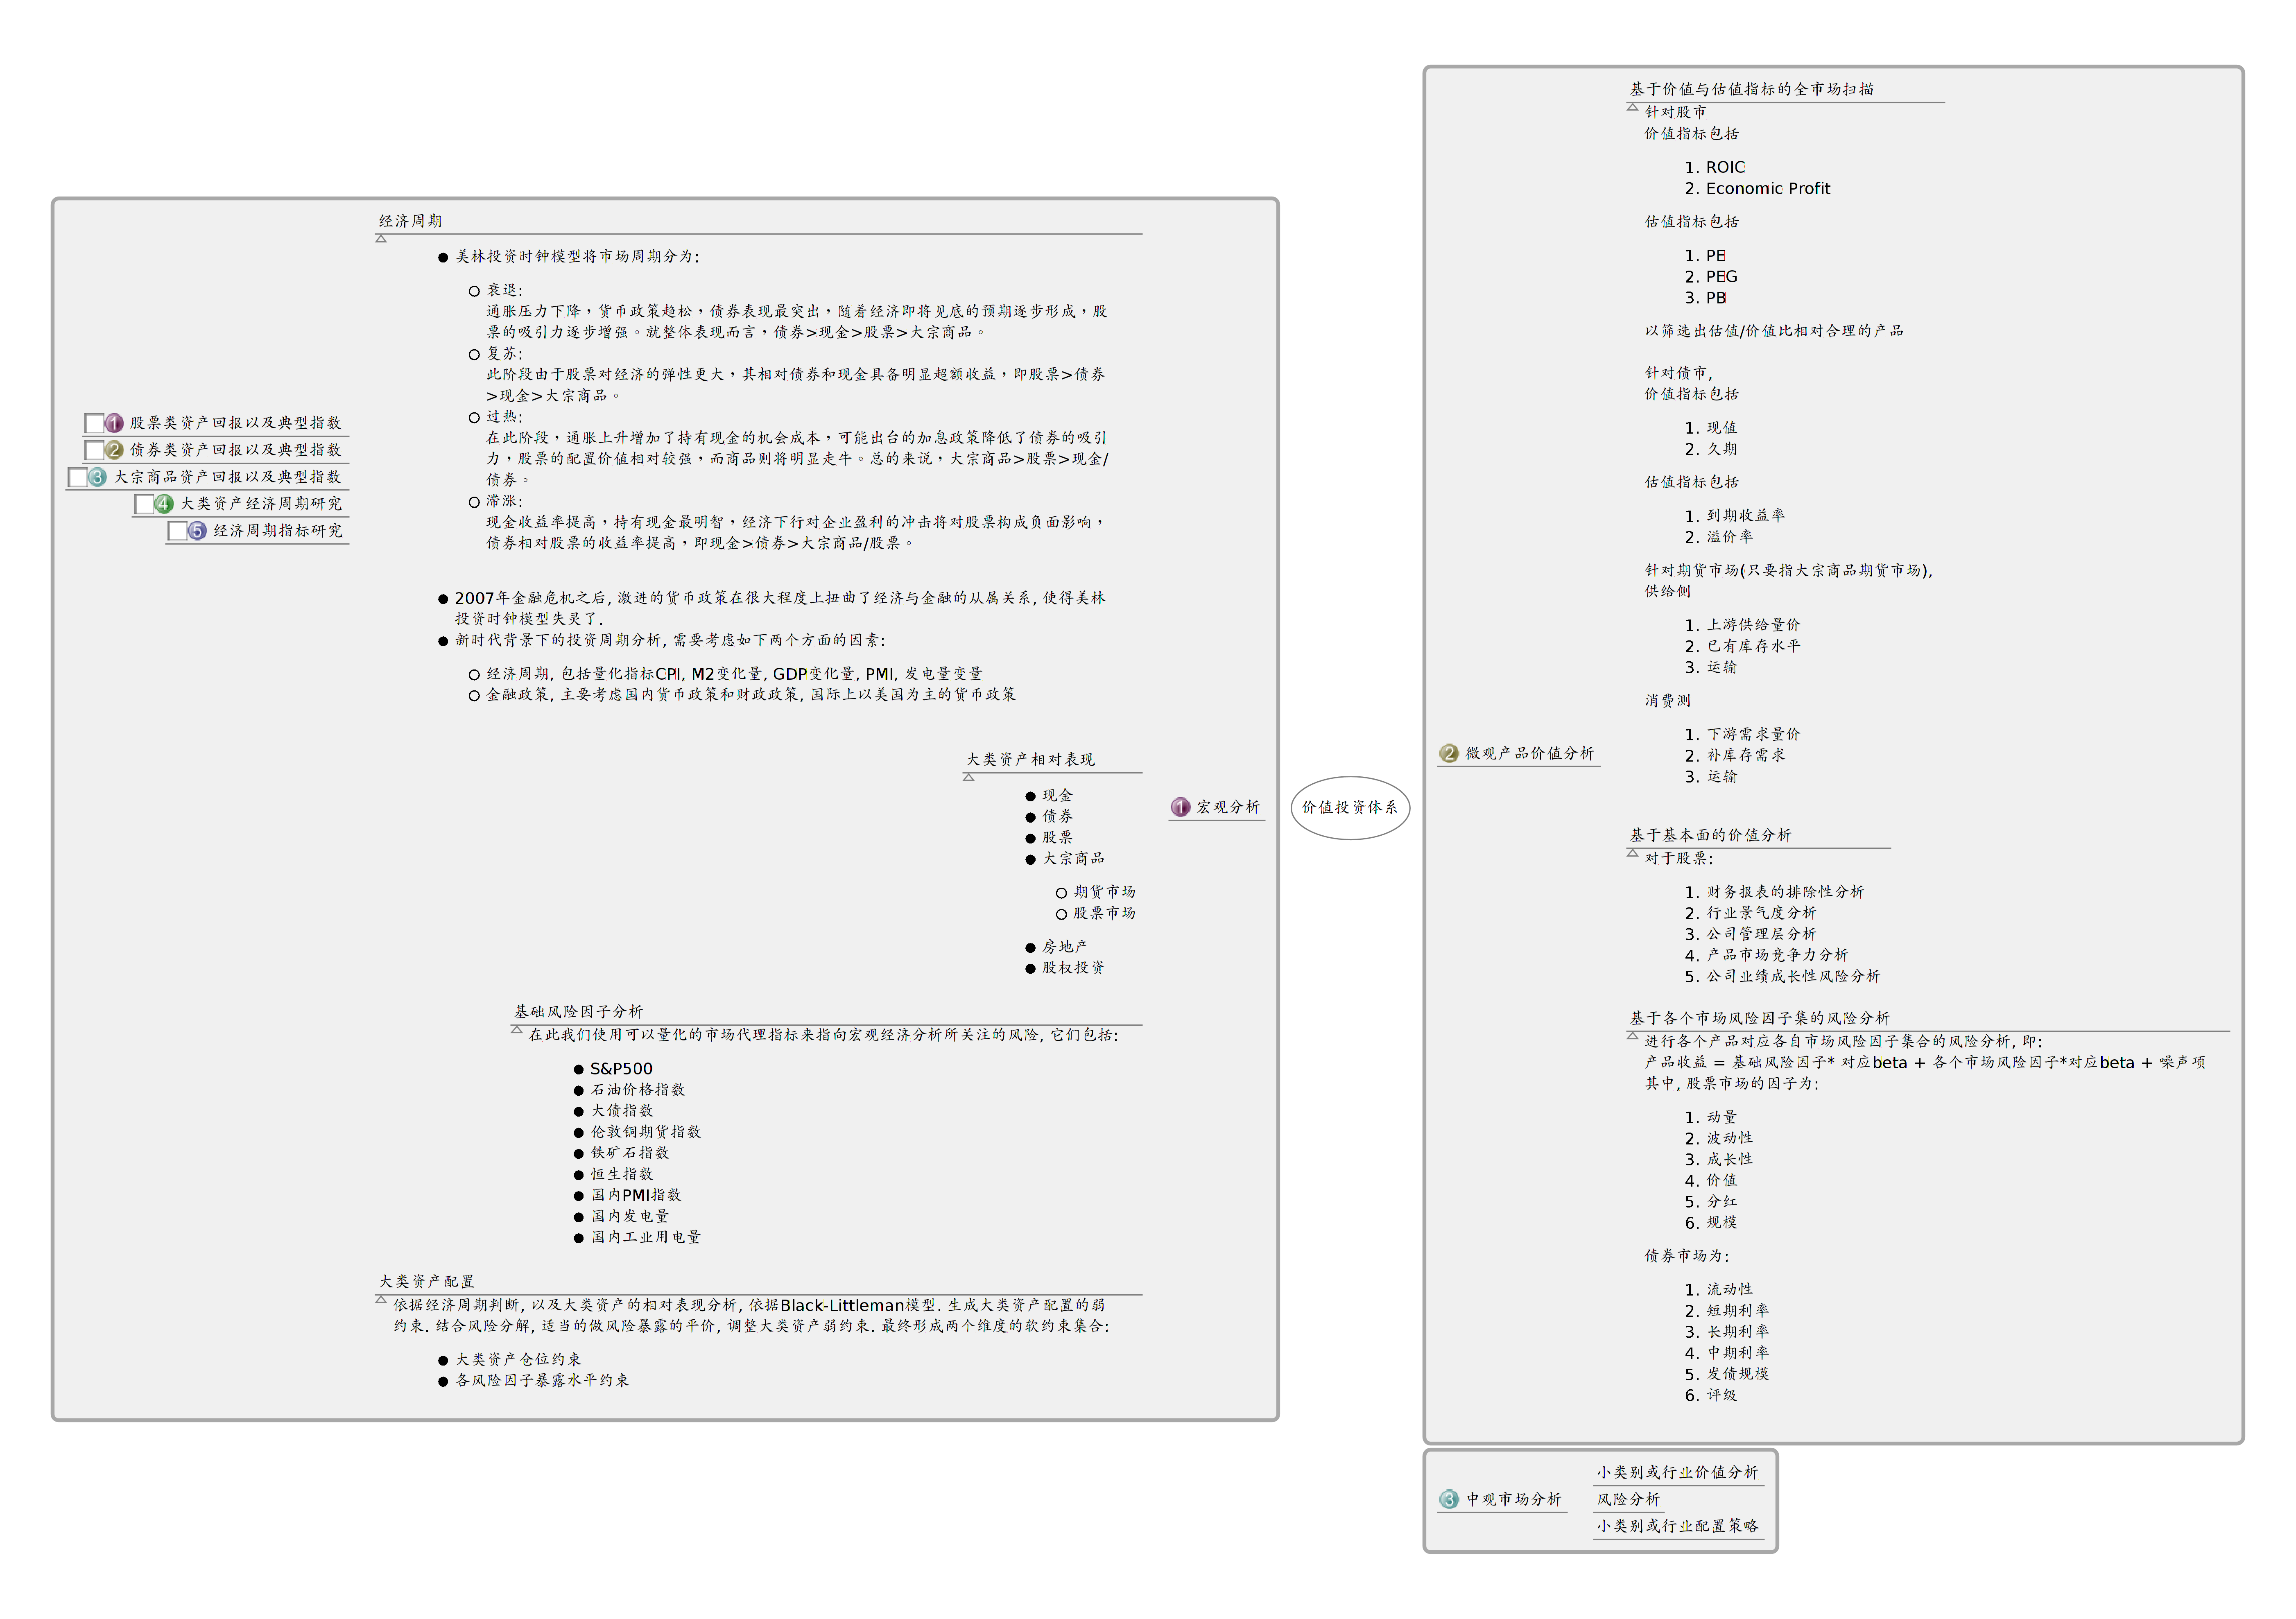 价值投资体系
1 宏观分析
经济周期
● 美林投资时钟模型将市场周期分为:
○ 衰退:
通胀压力下降，货币政策趋松，债券表现最突出，随着经济即将见底的预期逐步形成，股
票的吸引力逐步增强。就整体表现而言，债券>现金>股票>大宗商品。
○ 复苏:
此阶段由于股票对经济的弹性更大，其相对债券和现金具备明显超额收益，即股票>债券
>现金>大宗商品。
○ 过热:
在此阶段，通胀上升增加了持有现金的机会成本，可能出台的加息政策降低了债券的吸引
力，股票的配置价值相对较强，而商品则将明显走牛。总的来说，大宗商品>股票>现金/
债券。
○ 滞涨:
现金收益率提高，持有现金最明智，经济下行对企业盈利的冲击将对股票构成负面影响，
债券相对股票的收益率提高，即现金>债券>大宗商品/股票。
● 2007年金融危机之后, 激进的货币政策在很大程度上扭曲了经济与金融的从属关系, 使得美林
投资时钟模型失灵了.
● 新时代背景下的投资周期分析, 需要考虑如下两个方面的因素:
○ 经济周期, 包括量化指标CPI, M2变化量, GDP变化量, PMI, 发电量变量
○ 金融政策, 主要考虑国内货币政策和财政政策, 国际上以美国为主的货币政策
1 股票类资产回报以及典型指数
2 债券类资产回报以及典型指数
3 大宗商品资产回报以及典型指数
4 大类资产经济周期研究
5 经济周期指标研究
大类资产相对表现
● 现金
● 债券
● 股票
● 大宗商品
○ 期货市场
○ 股票市场
● 房地产
● 股权投资
基础风险因子分析
在此我们使用可以量化的市场代理指标来指向宏观经济分析所关注的风险, 它们包括:
● S&P500
● 石油价格指数
● 大债指数
● 伦敦铜期货指数
● 铁矿石指数
● 恒生指数
● 国内PMI指数
● 国内发电量
● 国内工业用电量
大类资产配置
依据经济周期判断, 以及大类资产的相对表现分析, 依据Black-Littleman模型. 生成大类资产配置的弱
约束. 结合风险分解, 适当的做风险暴露的平价, 调整大类资产弱约束. 最终形成两个维度的软约束集合:
● 大类资产仓位约束
● 各风险因子暴露水平约束
2 微观产品价值分析
基于价值与估值指标的全市场扫描
针对股市
价值指标包括
1. ROIC
2. Economic Profit
估值指标包括
1. PE
2. PEG
3. PB
以筛选出估值/价值比相对合理的产品
针对债市,
价值指标包括
1. 现值
2. 久期
估值指标包括
1. 到期收益率
2. 溢价率
针对期货市场(只要指大宗商品期货市场),
供给侧
1. 上游供给量价
2. 已有库存水平
3. 运输
消费测
1. 下游需求量价
2. 补库存需求
3. 运输
基于基本面的价值分析
对于股票:
1. 财务报表的排除性分析
2. 行业景气度分析
3. 公司管理层分析
4. 产品市场竞争力分析
5. 公司业绩成长性风险分析
基于各个市场风险因子集的风险分析
进行各个产品对应各自市场风险因子集合的风险分析, 即:
产品收益 = 基础风险因子* 对应beta + 各个市场风险因子*对应beta + 噪声项
其中, 股票市场的因子为:
1. 动量
2. 波动性
3. 成长性
4. 价值
5. 分红
6. 规模
债券市场为:
1. 流动性
2. 短期利率
3. 长期利率
4. 中期利率
5. 发债规模
6. 评级
3 中观市场分析
小类别或行业价值分析
风险分析
小类别或行业配置策略